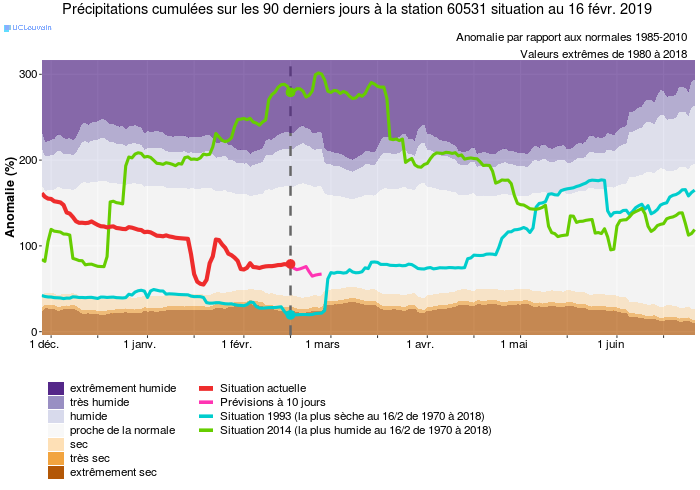 Précipitations cumulées sur les 90 derniers jours à la station 60531 situation au 16 févr. 2019
UCLouvain
Anomalie par rapport aux normales 1985-2010
Valeurs extrêmes de 1980 à 2018
Anomalie (%)
300
200
100
0
1 déc. 1 janv. 1 févr. 1 mars 1 avr. 1 mai 1 juin
extrêmement humide
très humide
humide
proche de la normale
sec
très sec
extrêmement sec
Situation actuelle
Prévisions à 10 jours
Situation 1993 (la plus sèche au 16/2 de 1970 à 2018)
Situation 2014 (la plus humide au 16/2 de 1970 à 2018)